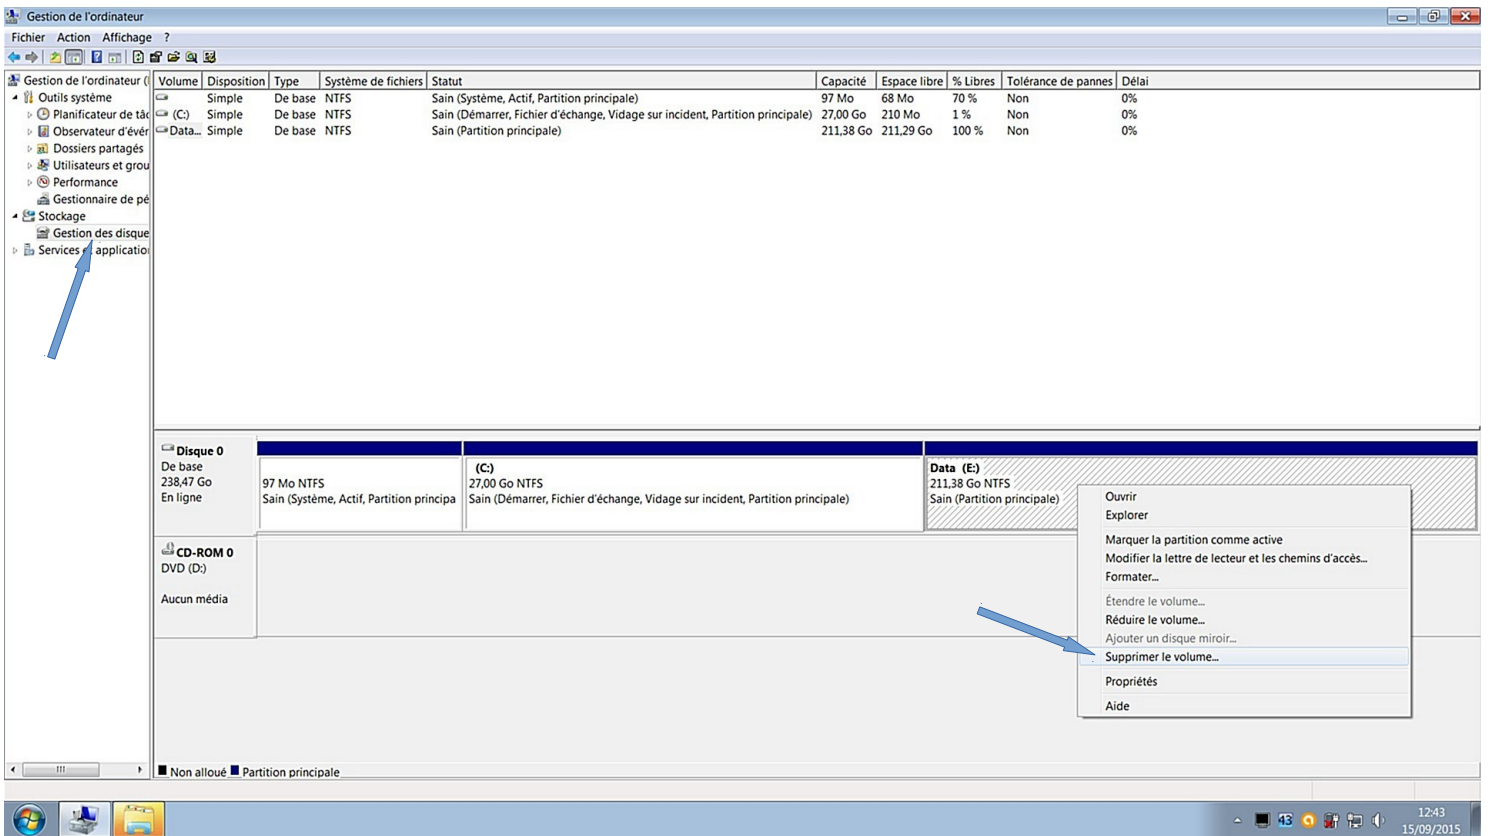 Gestion de l'ordinateur
Fichier Action Affichage ?
Gestion de l'ordinateur (
Outils système
Planificateur de tâc
Observateur d'évér
Dossiers partagés
Utilisateurs et grou
Performance
Gestionnaire de pé
Stockage
Gestion des disque
Services et application
Volume Disposition Type Système de fichiers Statut Capacité Espace libre % Libres Tolérance de pannes Délai
Simple De base NTFS Sain (Système, Actif, Partition principale) 97 Mo 68 Mo 70 % Non 0%
(C:) Simple De base NTFS Sain (Démarrer, Fichier d'échange, Vidage sur incident, Partition principale) 27,00 Go 210 Mo 1 % Non 0%
Data... Simple De base NTFS Sain (Partition principale) 211,38 Go 211,29 Go 100 % Non 0%
Disque 0
De base
238,47 Go
En ligne
97 Mo NTFS
Sain (Système, Actif, Partition principa
(C:)
27,00 Go NTFS
Sain (Démarrer, Fichier d'échange, Vidage sur incident, Partition principale)
Data (E:)
211,38 Go NTFS
Sain (Partition principale)
CD-ROM 0
DVD (D:)
Aucun média
Ouvrir
Explorer
Marquer la partition comme active
Modifier la lettre de lecteur et les chemins d'accès...
Formater...
Étendre le volume...
Réduire le volume...
Ajouter un disque miroir...
Supprimer le volume...
Propriétés
Aide
Non alloué Partition principale
43
12:43
15/09/2015